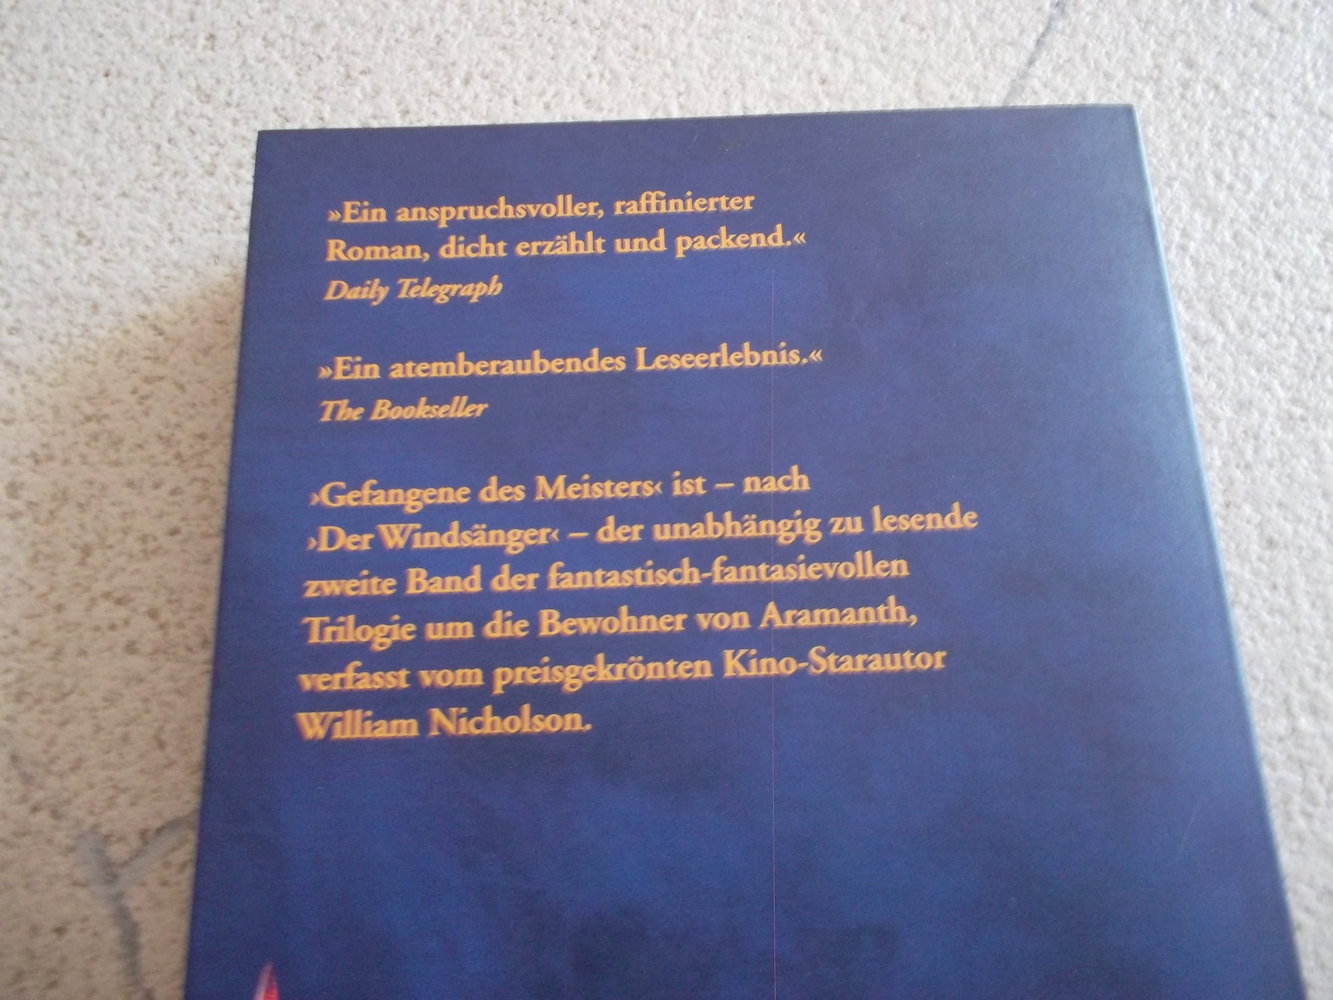 »Ein anspruchsvoller, raffinierter
Roman, dicht erzählt und packend.«
Daily Telegraph
»Ein atemberaubendes Leseerlebnis.«
The Bookseller
›Gefangene des Meisters‹ ist – nach
›Der Windsänger‹ – der unabhängig zu lesende
zweite Band der fantastisch-fantasievollen
Trilogie um die Bewohner von Aramanth,
verfasst vom preisgekrönten Kino-Starautor
William Nicholson.